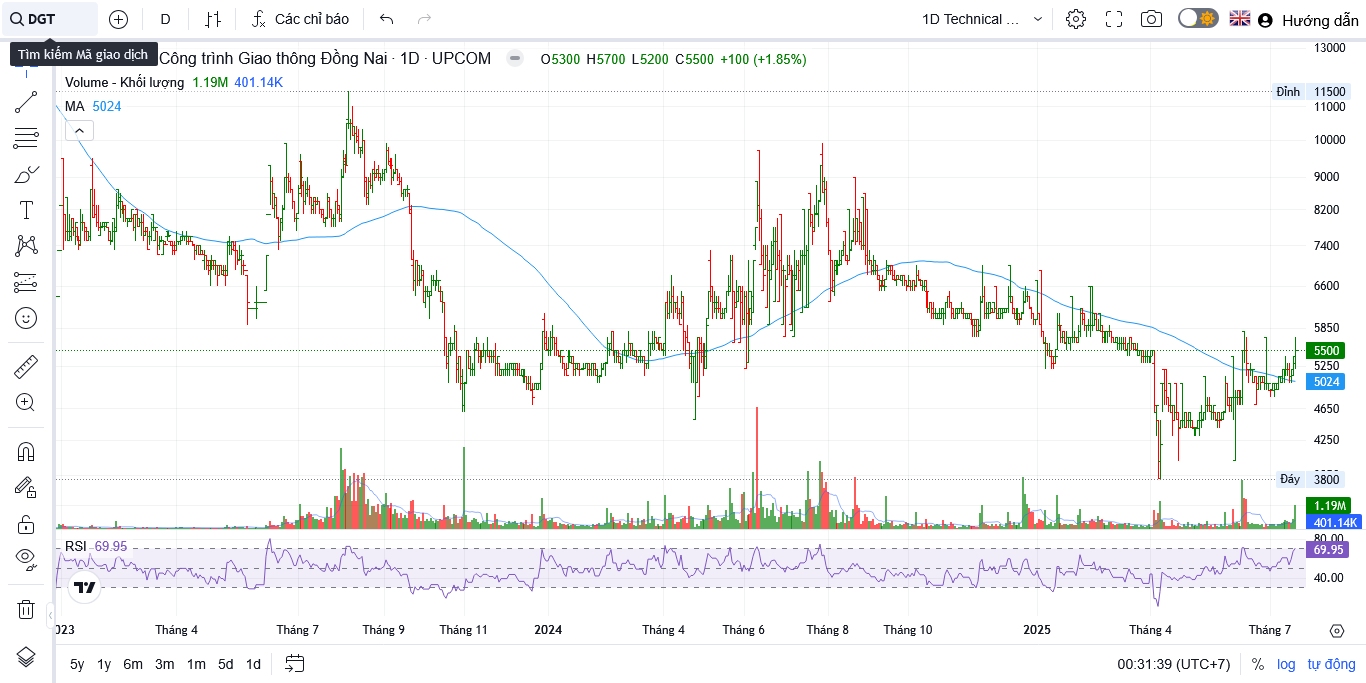 DGT
D
Các chỉ báo
1D Technical ...
Hướng dẫn
Tìm kiếm Mã giao dịch
Công trình Giao thông Đồng Nai · 1D · UPCOM
O5300 H5700 L5200 C5500 +100 (+1.85%)
Volume - Khối lượng 1.19M 401.14K
MA 5024
13000
Đỉnh 11500
11000
10000
9000
8200
7400
6600
5850
5500
5250
5024
4650
4250
Đáy 3800
1.19M
401.14K
80.00
RSI 69.95
69.95
40.00
023 Tháng 4 Tháng 7 Tháng 9 Tháng 11 2024 Tháng 4 Tháng 6 Tháng 8 Tháng 10 2025 Tháng 4 Tháng 7
5y 1y 6m 3m 1m 5d 1d
00:31:39 (UTC+7) % log tự động